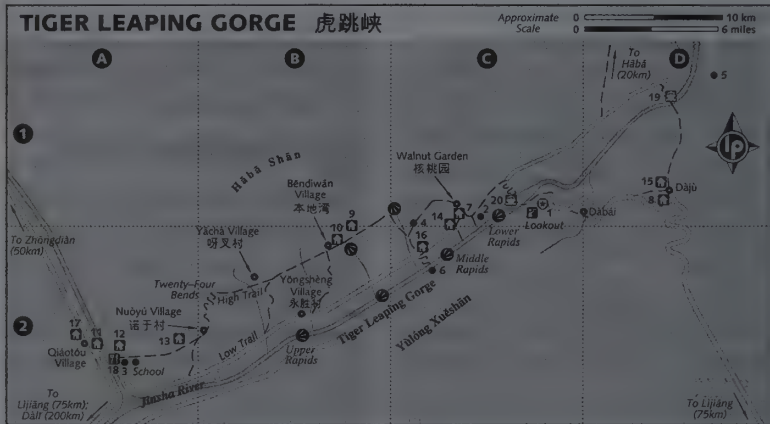 TIGER LEAPING GORGE 虎跳峡
Approximate
Scale
0 10 km
0 6 miles
A
B
C
D
To
Hābā
(20km)
5
19
1
Hābā Shān
Walnut Garden
核桃园
Běndìwān
Village
本地湾
9
10
4
14
7
2
20
1
Lookout
Lower
Rapids
15
8
Dàjù
Dàbái
lp
To Zhōngdiàn
(50km)
Yāchà Village
呀叉村
16
6
Middle
Rapids
Twenty-Four
Bends
High Trail
Yǒngshèng
Village
永胜村
Nuòyú Village
诺于村
2
17
11
12
13
Qiáotóu
Village
18
3
School
Low Trail
Upper
Rapids
Tiger Leaping Gorge
Yùlóng Xuěshān
Jinsha River
To
Lìjiāng (75km);
Dàlǐ (200km)
To Lìjiāng
(75km)